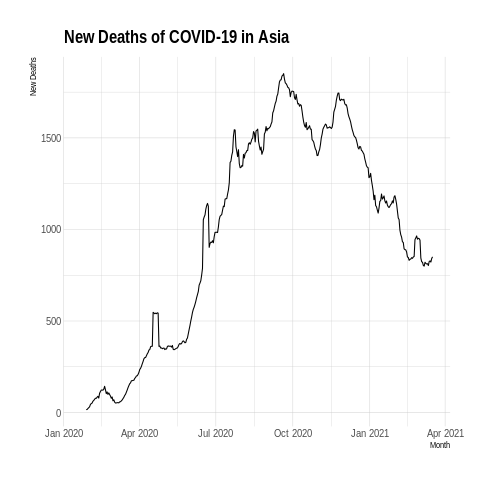 New Deaths of COVID-19 in Asia
New Deaths
1500
1000
500
0
Jan 2020 Apr 2020 Jul 2020 Oct 2020 Jan 2021 Apr 2021
Month